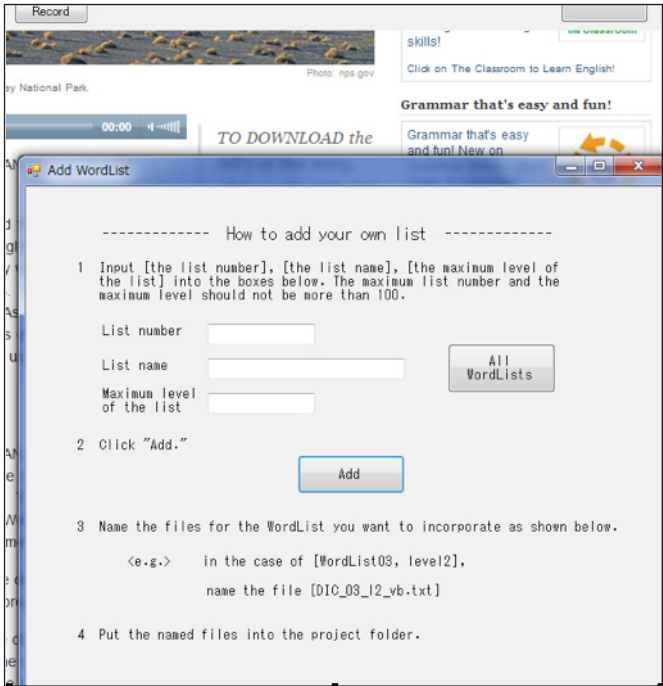 Record
skills!
the Classroom
Click on The Classroom to Learn English!
Photo: nps.gov
ey National Park.
Grammar that's easy and fun!
00:00
TO DOWNLOAD the
Grammar that's easy
and fun! New on
Add WordList
------------- How to add your own list -------------
1 Input [the list number], [the list name], [the maximum level of
the list] into the boxes below. The maximum list number and the
maximum level should not be more than 100.
List number
List name
All
WordLists
Maximum level
of the list
2 Click "Add."
Add
3 Name the files for the WordList you want to incorporate as shown below.
<e.g.> in the case of [WordList03, level2],
name the file [DIC_03_l2_vb.txt]
4 Put the named files into the project folder.